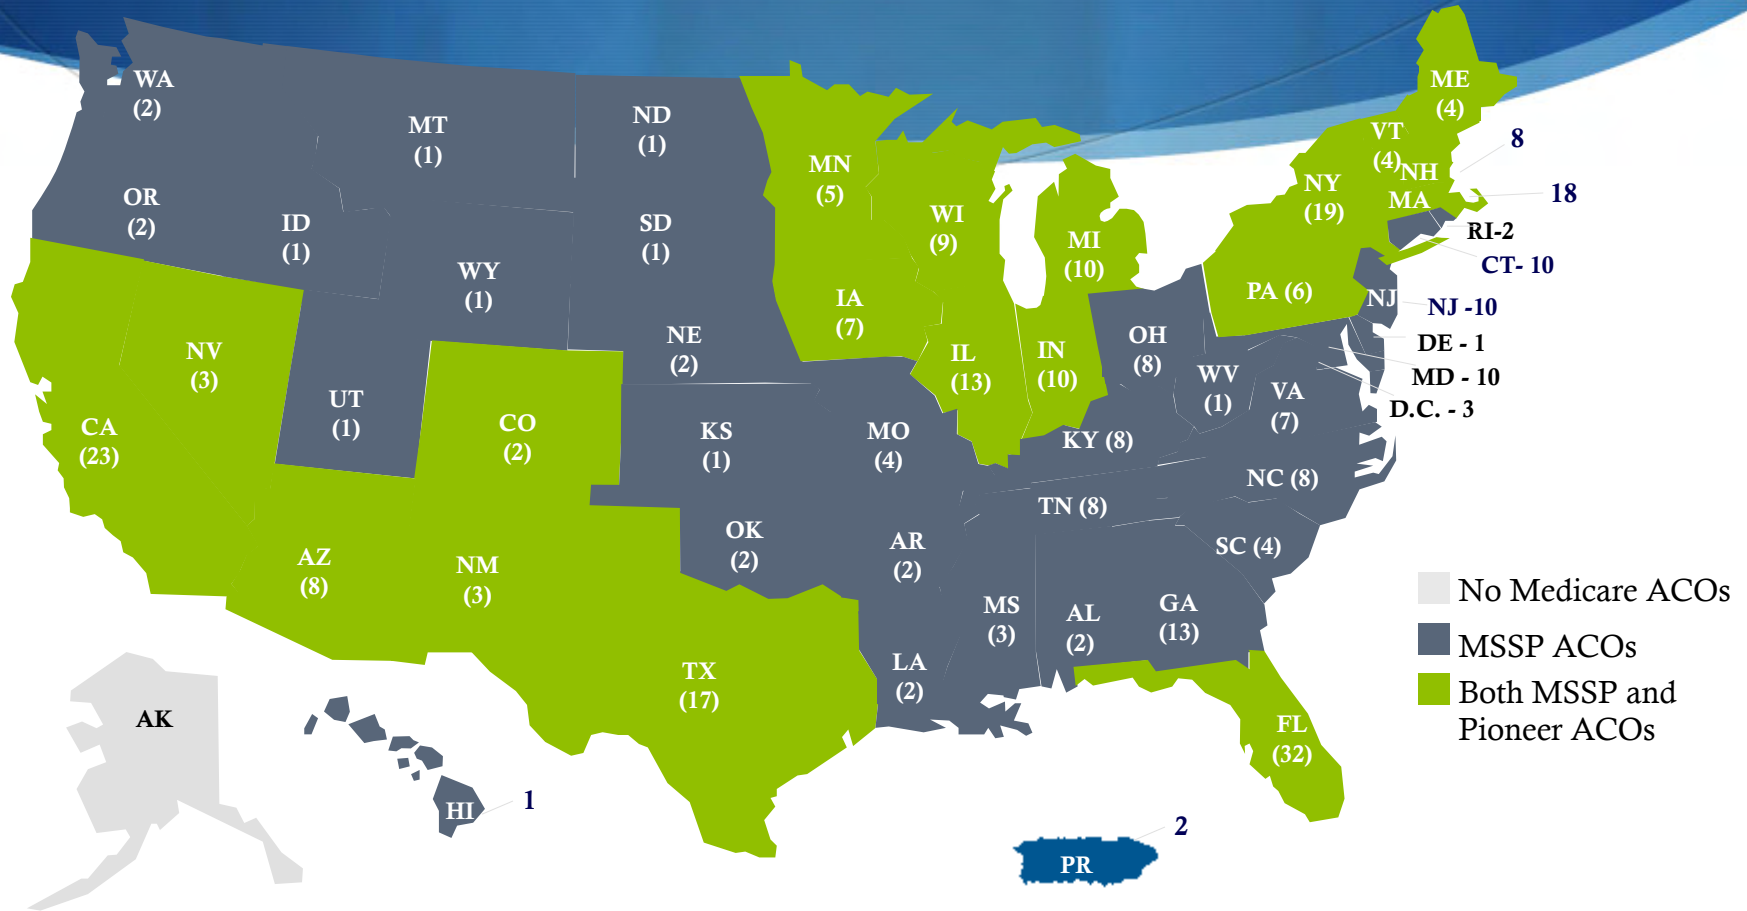 WA
(2)
MT
(1)
ND
(1)
MN
(5)
ME
(4)
VT
(4)
NH
8
MA
18
NY
(19)
OR
(2)
ID
(1)
SD
(1)
WI
(9)
MI
(10)
RI-2
CT- 10
WY
(1)
IA
(7)
PA (6)
NJ
NJ -10
NV
(3)
NE
(2)
IL
(13)
IN
(10)
OH
(8)
DE - 1
MD - 10
D.C. - 3
WV
(1)
VA
(7)
UT
(1)
CO
(2)
CA
(23)
KS
(1)
MO
(4)
KY (8)
NC (8)
TN (8)
OK
(2)
AR
(2)
SC (4)
AZ
(8)
NM
(3)
MS
(3)
AL
(2)
GA
(13)
TX
(17)
LA
(2)
FL
(32)
AK
HI
1
PR
2
No Medicare ACOs
MSSP ACOs
Both MSSP and
Pioneer ACOs